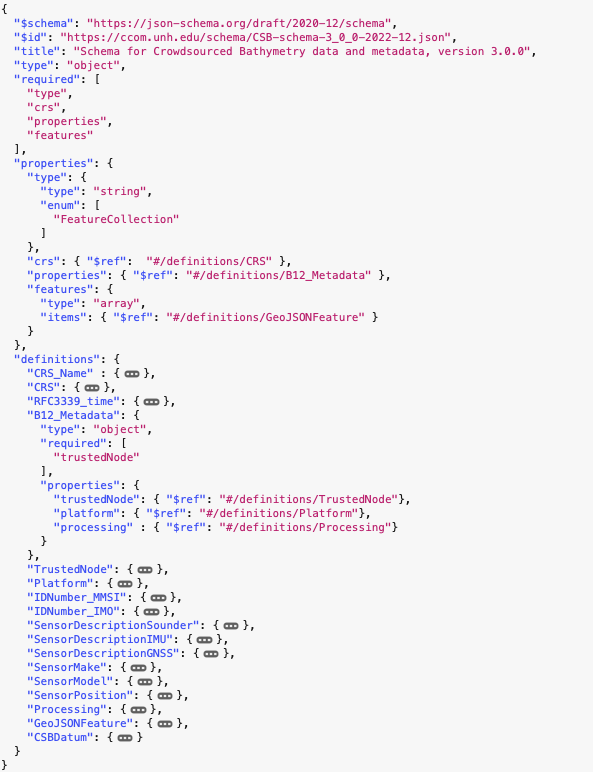 {
  "$schema": "https://json-schema.org/draft/2020-12/schema",
  "$id": "https://ccom.unh.edu/schema/CSB-schema-3_0_0-2022-12.json",
  "title": "Schema for Crowdsourced Bathymetry data and metadata, version 3.0.0",
  "type": "object",
  "required": [
    "type",
    "crs",
    "properties",
    "features"
  ],
  "properties": {
    "type": {
      "type": "string",
      "enum": [
        "FeatureCollection"
      ]
    },
    "crs": { "$ref":  "#/definitions/CRS" },
    "properties": { "$ref": "#/definitions/B12_Metadata" },
    "features": {
      "type": "array",
      "items": { "$ref": "#/definitions/GeoJSONFeature" }
    }
  },
  "definitions": {
    "CRS_Name" : { ••• },
    "CRS": { ••• },
    "RFC3339_time": { ••• },
    "B12_Metadata": {
      "type": "object",
      "required": [
        "trustedNode"
      ],
      "properties": {
        "trustedNode": { "$ref": "#/definitions/TrustedNode"},
        "platform": { "$ref": "#/definitions/Platform"},
        "processing" : { "$ref": "#/definitions/Processing"}
      }
    },
    "TrustedNode": { ••• },
    "Platform": { ••• },
    "IDNumber_MMSI": { ••• },
    "IDNumber_IMO": { ••• },
    "SensorDescriptionSounder": { ••• },
    "SensorDescriptionIMU": { ••• },
    "SensorDescriptionGNSS": { ••• },
    "SensorMake": { ••• },
    "SensorModel": { ••• },
    "SensorPosition": { ••• },
    "Processing": { ••• },
    "GeoJSONFeature": { ••• },
    "CSBDatum": { ••• }
  }
}